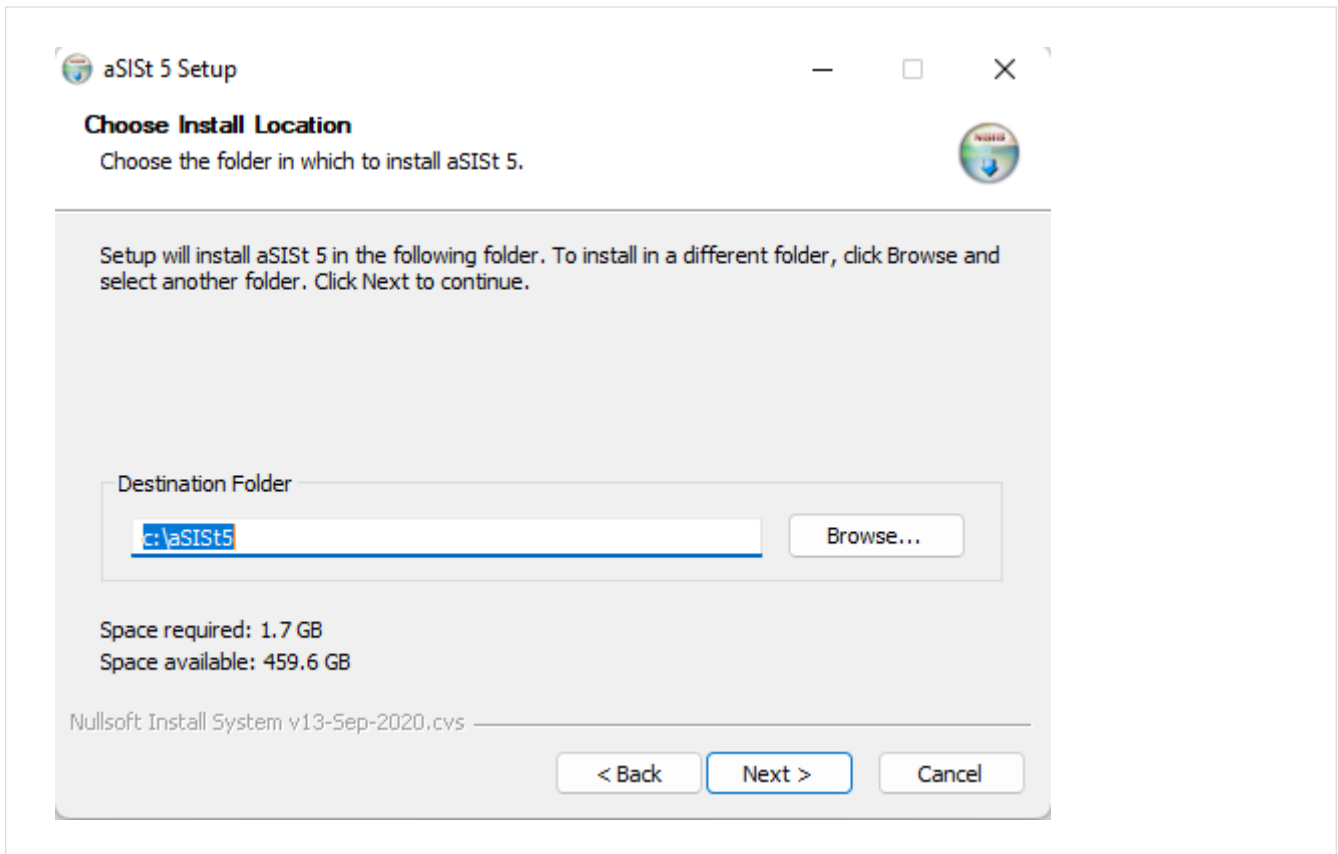 aSISt 5 Setup
Choose Install Location
Choose the folder in which to install aSISt 5.
NSIS
Setup will install aSISt 5 in the following folder. To install in a different folder, click Browse and
select another folder. Click Next to continue.
Destination Folder
c:\aSISt5
Browse...
Space required: 1.7 GB
Space available: 459.6 GB
Nullsoft Install System v13-Sep-2020.cvs
< Back
Next >
Cancel